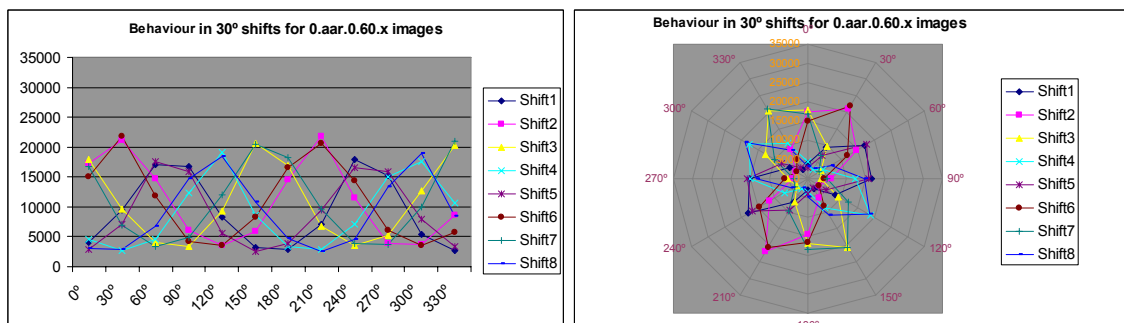 Behaviour in 30º shifts for 0.aar.0.60.x images
35000
30000
25000
20000
15000
10000
5000
0
0º
30º
60º
90º
120º
150º
180º
210º
240º
270º
300º
330º
Shift1
Shift2
Shift3
Shift4
Shift5
Shift6
Shift7
Shift8
Behaviour in 30º shifts for 0.aar.0.60.x images
0º
30º
60º
90º
120º
150º
210º
240º
270º
300º
330º
35000
30000
25000
20000
15000
Shift1
Shift2
Shift3
Shift4
Shift5
Shift6
Shift7
Shift8